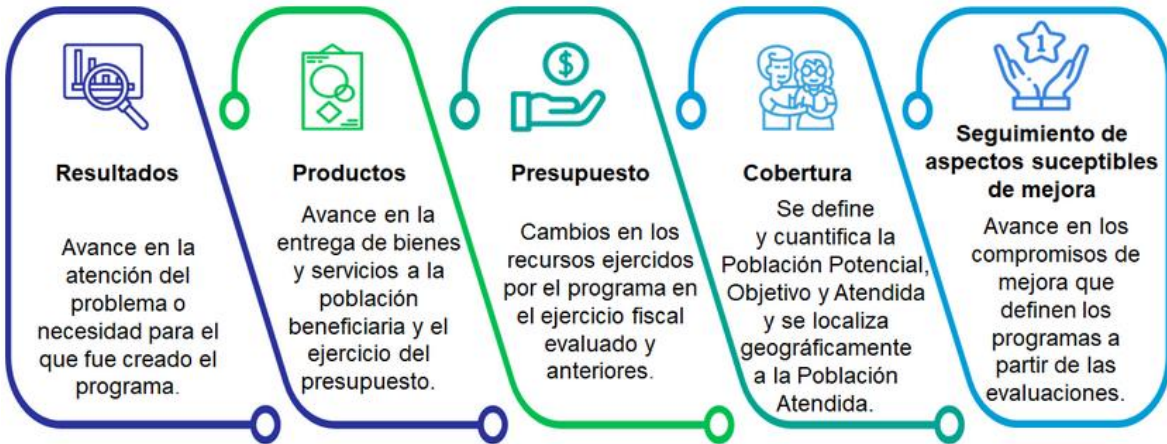 Resultados
Avance en la
atención del
problema o
necesidad para el
que fue creado el
programa.
Productos
Avance en la
entrega de bienes
y servicios a la
población
beneficiaria y el
ejercicio del
presupuesto.
$
Presupuesto
Cambios en los
recursos ejercidos
por el programa en
el ejercicio fiscal
evaluado y
anteriores.
Cobertura
Se define
y cuantifica la
Población Potencial,
Objetivo y Atendida
y se localiza
geográficamente
a la Población
Atendida.
1
Seguimiento de
aspectos suceptibles
de mejora
Avance en los
compromisos de
mejora que
definen los
programas a
partir de las
evaluaciones.